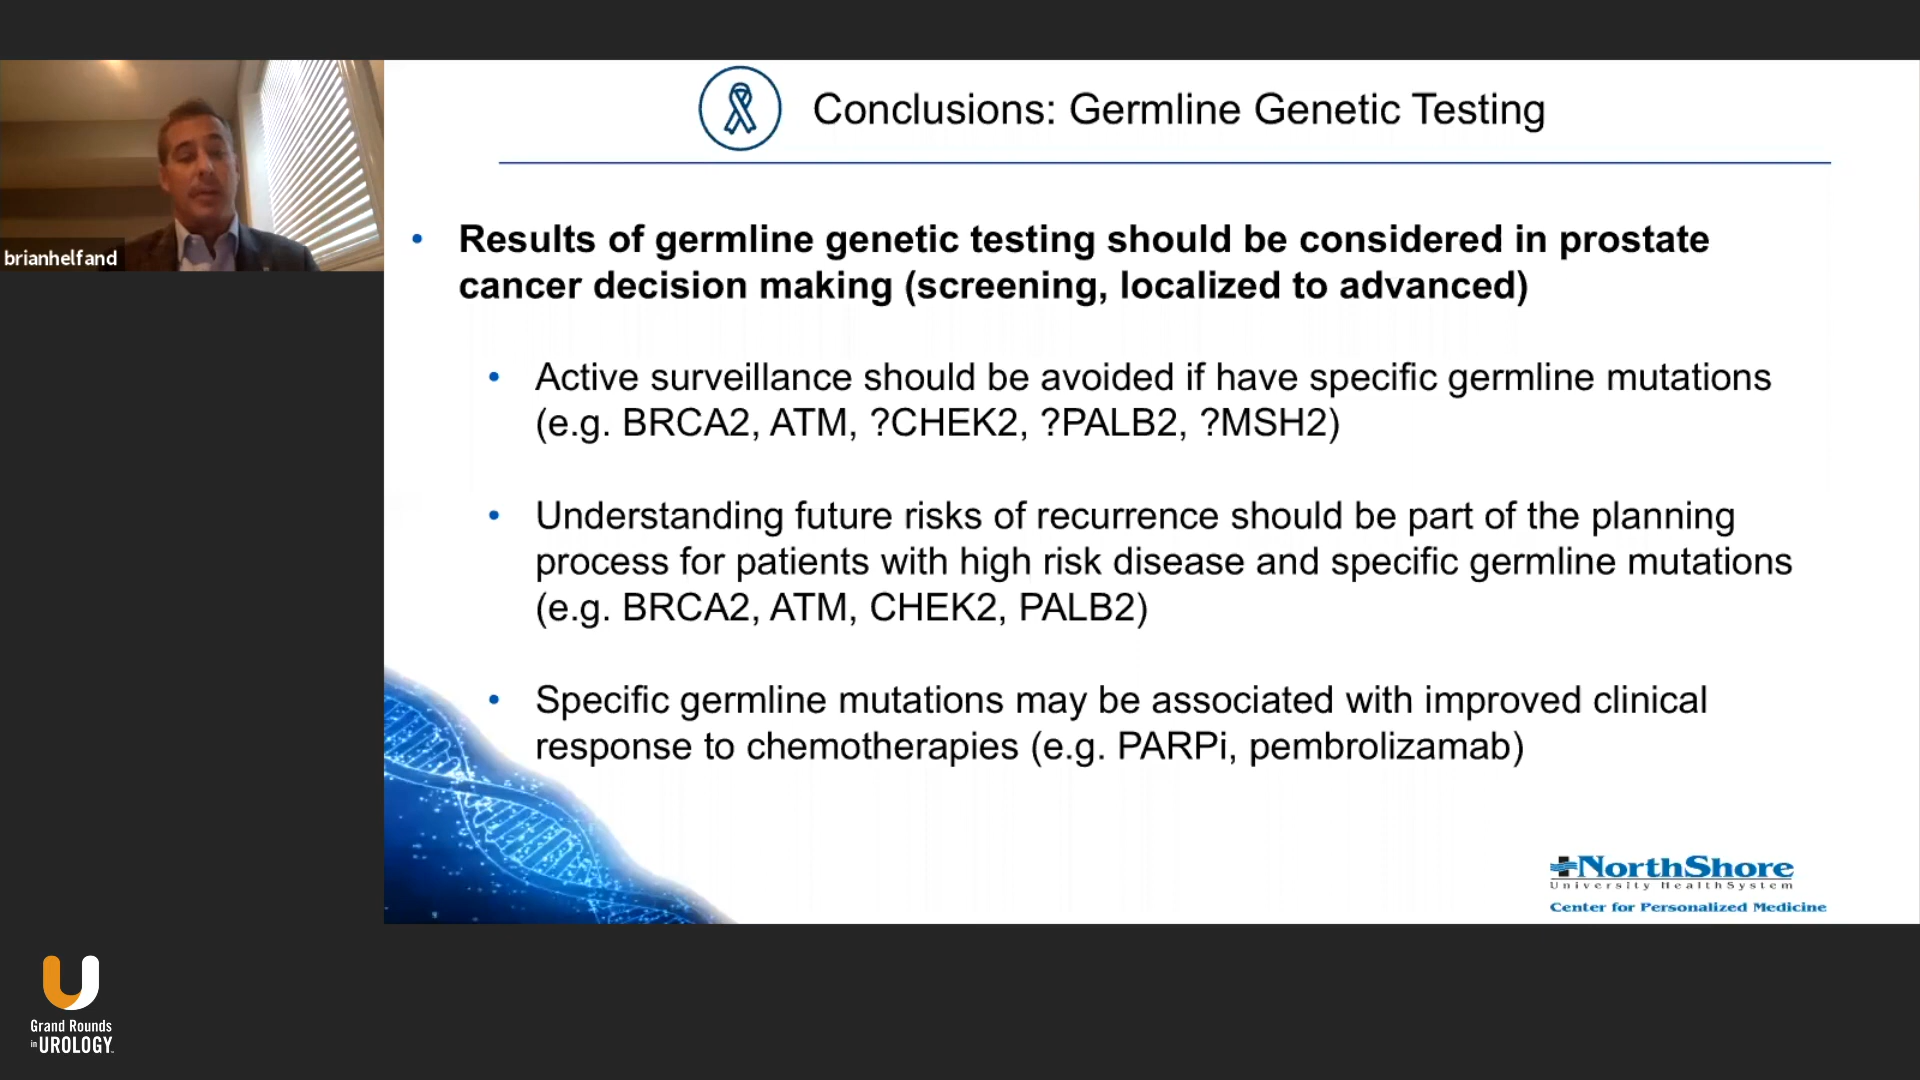 brianhelfand
Conclusions: Germline Genetic Testing
• Results of germline genetic testing should be considered in prostate
cancer decision making (screening, localized to advanced)
• Active surveillance should be avoided if have specific germline mutations
(e.g. BRCA2, ATM, ?CHEK2, ?PALB2, ?MSH2)
• Understanding future risks of recurrence should be part of the planning
process for patients with high risk disease and specific germline mutations
(e.g. BRCA2, ATM, CHEK2, PALB2)
• Specific germline mutations may be associated with improved clinical
response to chemotherapies (e.g. PARPi, pembrolizamab)
NorthShore
University HealthSystem
Center for Personalized Medicine
Grand Rounds
in UROLOGY